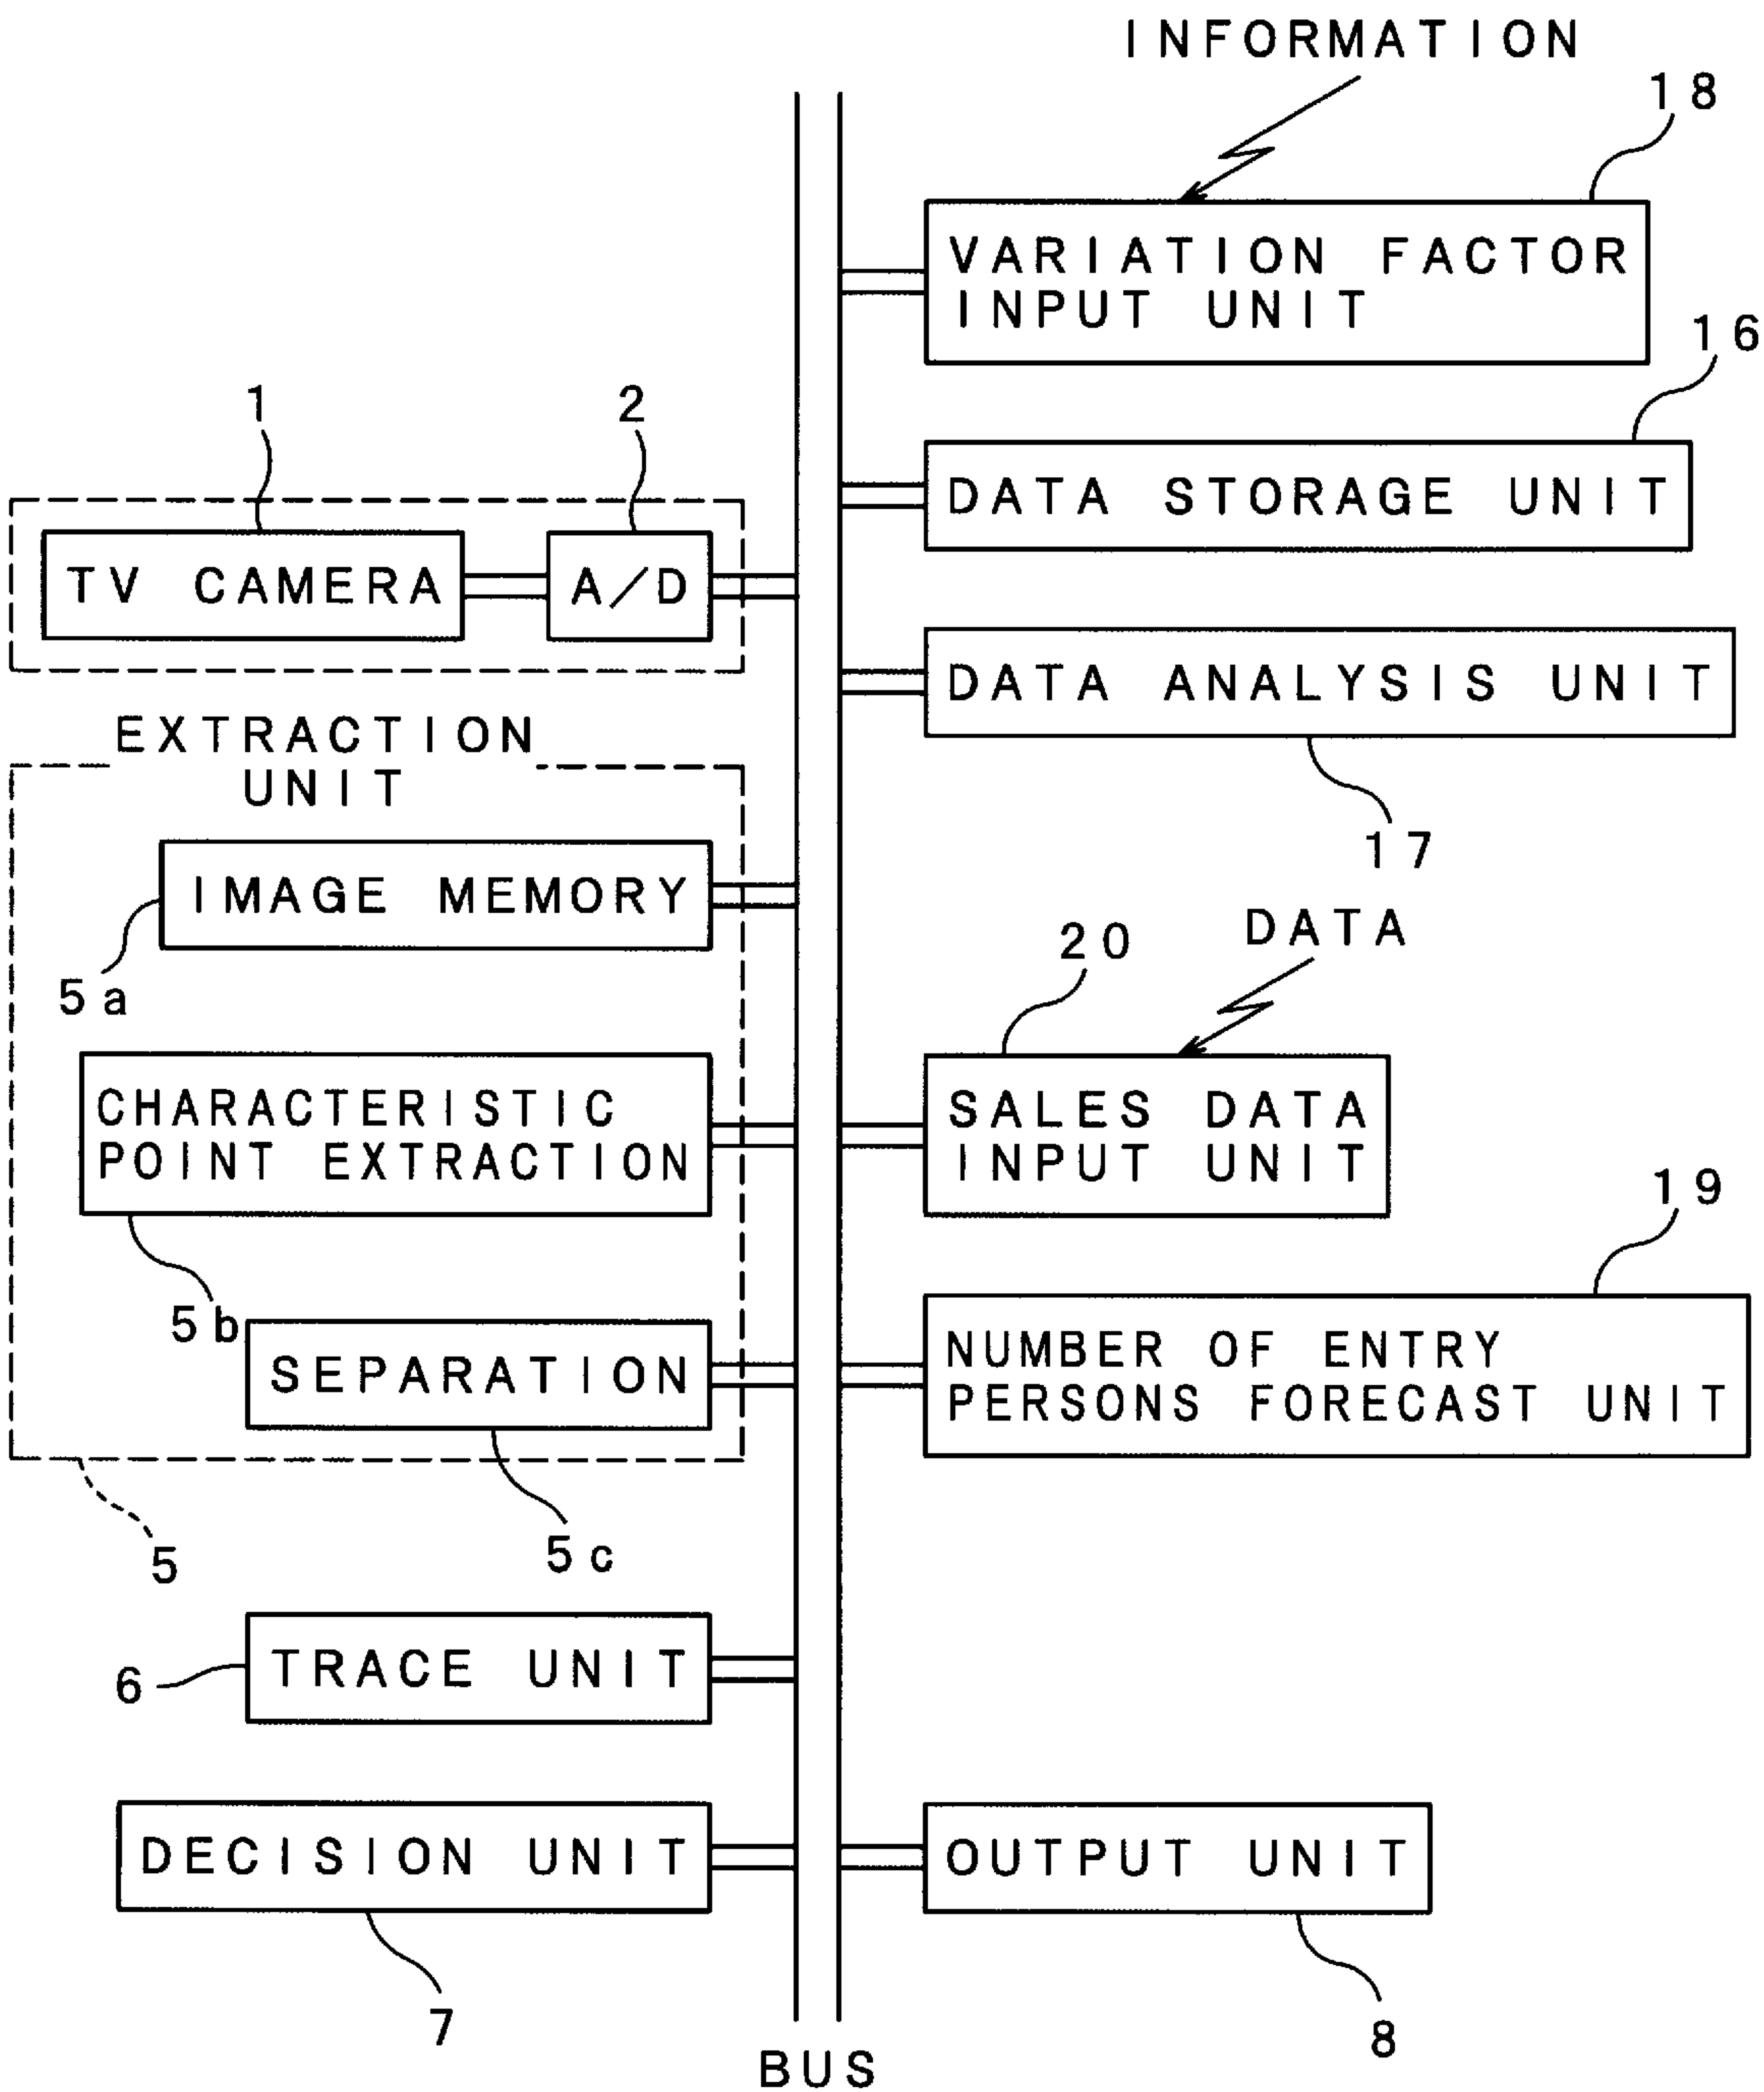 INFORMATION
18
VARIATION FACTOR
INPUT UNIT
16
DATA STORAGE UNIT
1
2
TV CAMERA
A/D
DATA ANALYSIS UNIT
17
EXTRACTION
UNIT
IMAGE MEMORY
5a
DATA
20
CHARACTERISTIC
POINT EXTRACTION
5b
SALES DATA
INPUT UNIT
19
SEPARATION
5c
NUMBER OF ENTRY
PERSONS FORECAST UNIT
5
TRACE UNIT
6
DECISION UNIT
7
OUTPUT UNIT
8
BUS